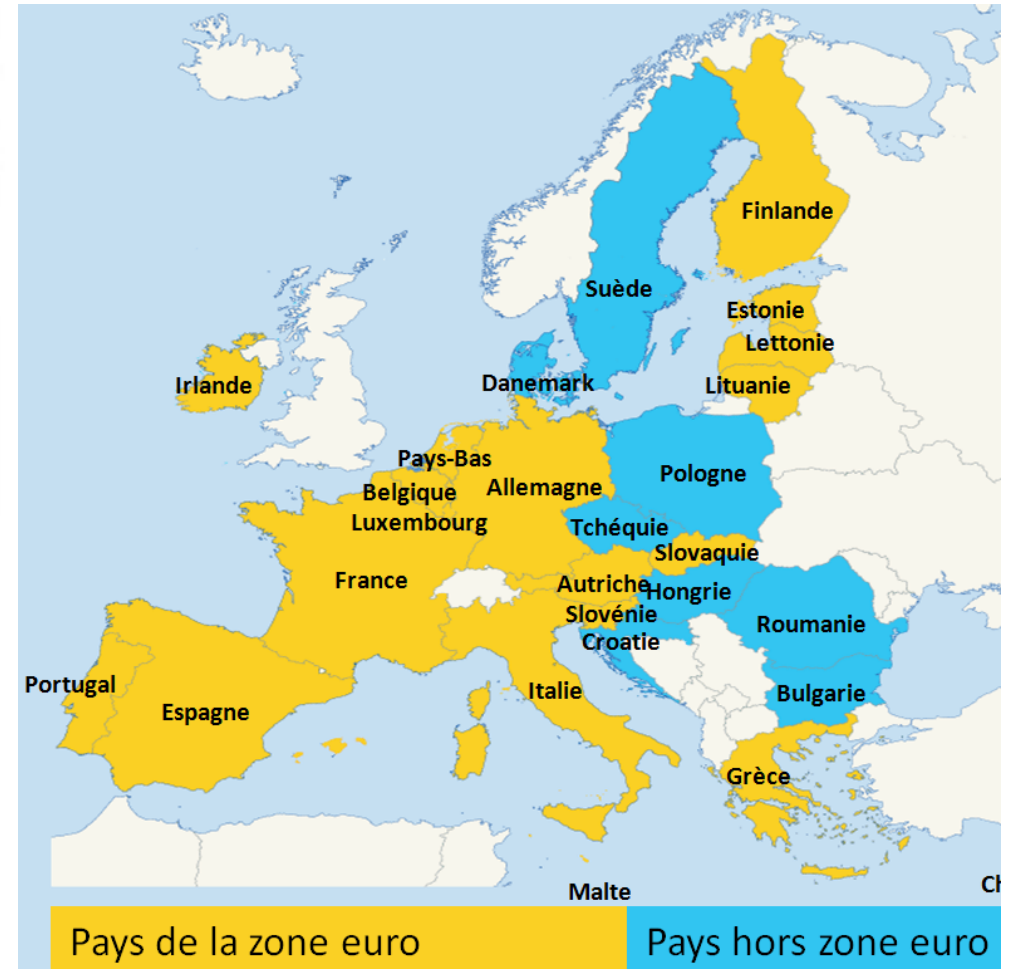 Finlande
Suède
Estonie
Lettonie
Danemark
Lituanie
Irlande
Pays-Bas
Pologne
Belgique
Allemagne
Luxembourg
Tchéquie
Slovaquie
France
Autriche
Hongrie
Slovénie
Roumanie
Croatie
Portugal
Italie
Bulgarie
Espagne
Grèce
Malte
Ch
Pays de la zone euro
Pays hors zone euro